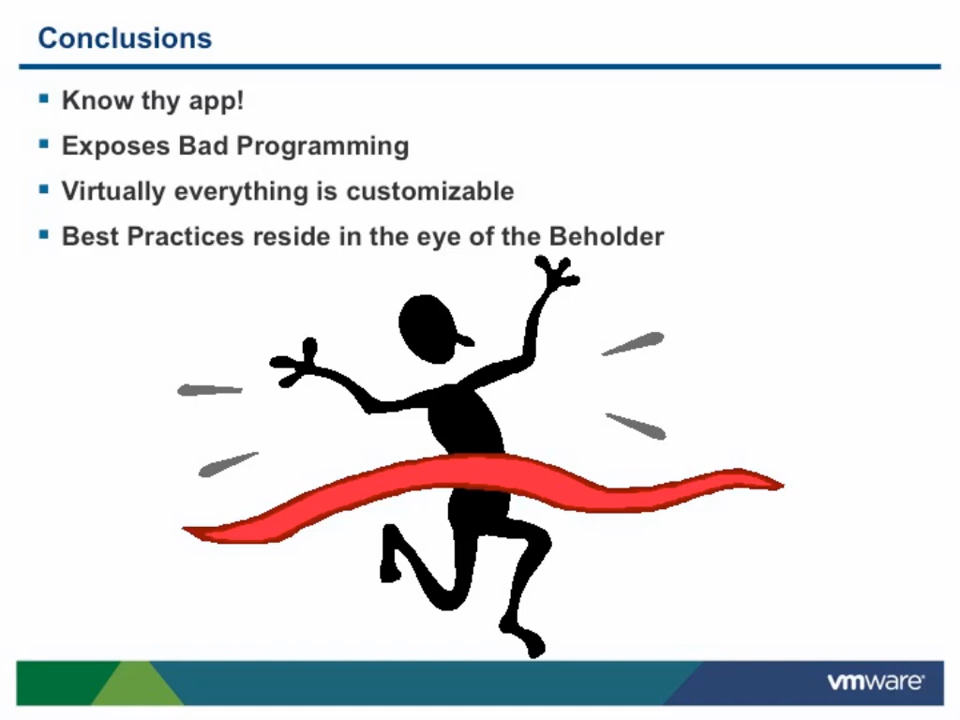 Conclusions
Know thy app!
Exposes Bad Programming
Virtually everything is customizable
Best Practices reside in the eye of the Beholder
vmware®